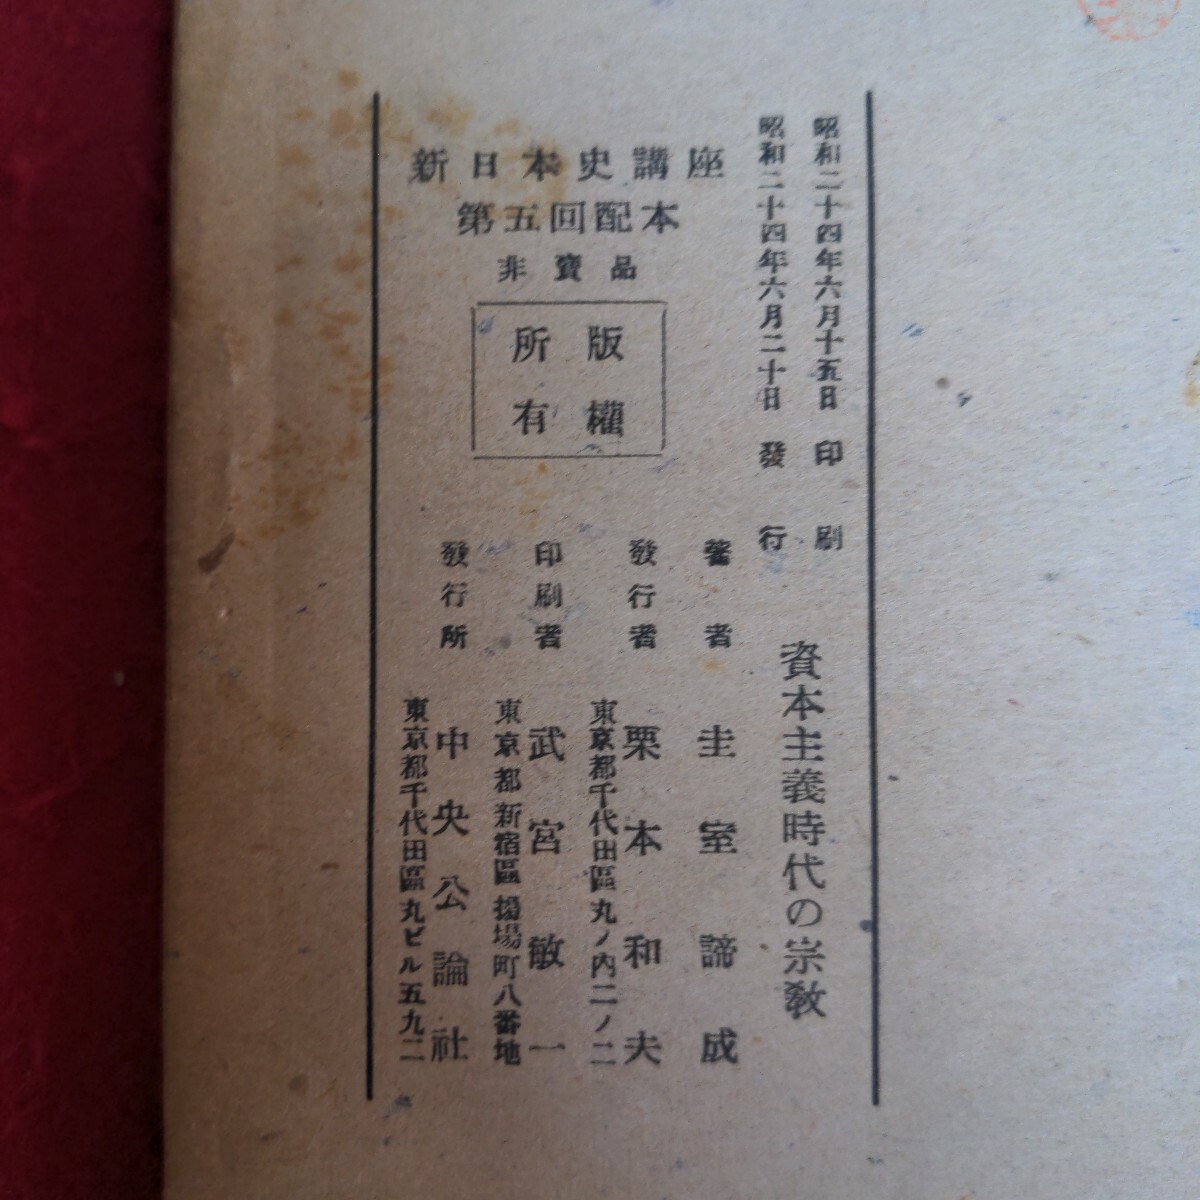 昭和二十四年六月十五日 印刷
昭和二十四年六月二十日 發行
新日本史講座
第五回配本
非賣品
版權
所有
資本主義時代の宗教
著者 圭室諦成
發行者 栗本和夫
東京都千代田區丸ノ内二ノ二
印刷者 武宮敏一
東京都新宿區揚場町八番地
發行所 中央公論社
東京都千代田區丸ビル五九二